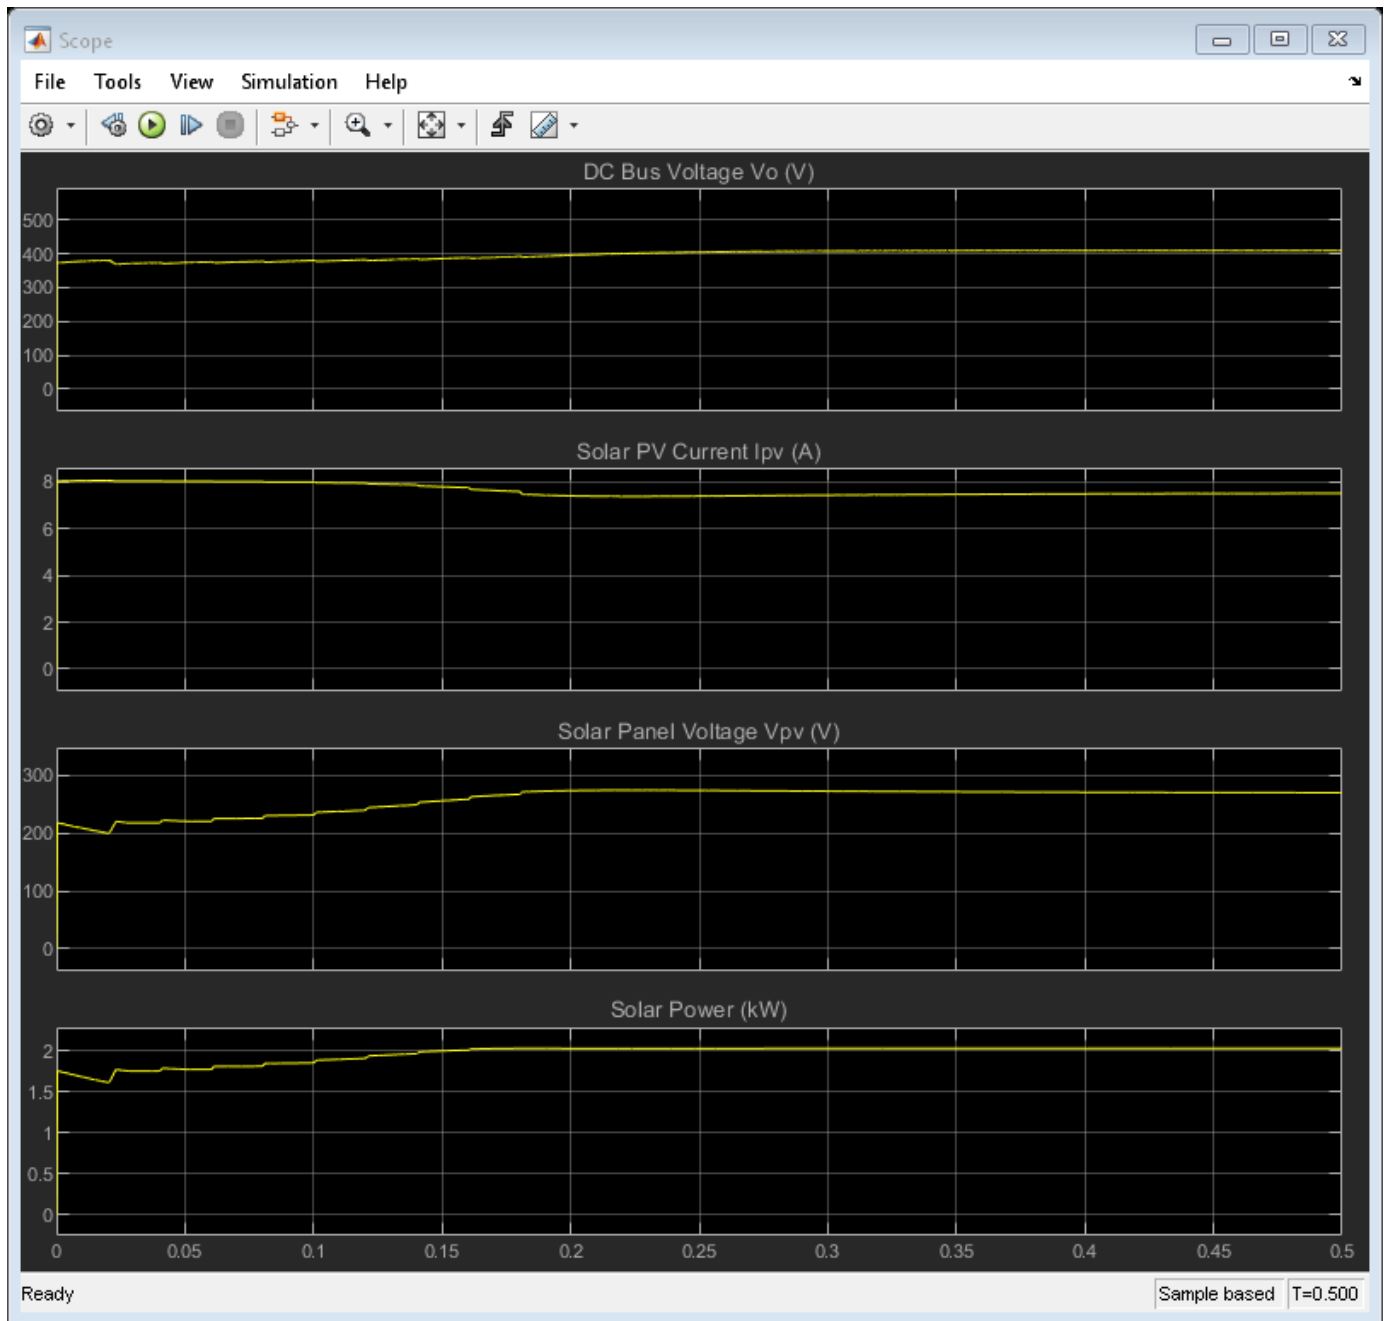 Scope
File Tools View Simulation Help
DC Bus Voltage Vo (V)
500
400
300
200
100
0
Solar PV Current Ipv (A)
8
6
4
2
0
Solar Panel Voltage Vpv (V)
300
200
100
0
Solar Power (kW)
2
1.5
1
0.5
0
0 0.05 0.1 0.15 0.2 0.25 0.3 0.35 0.4 0.45 0.5
Ready Sample based T=0.500